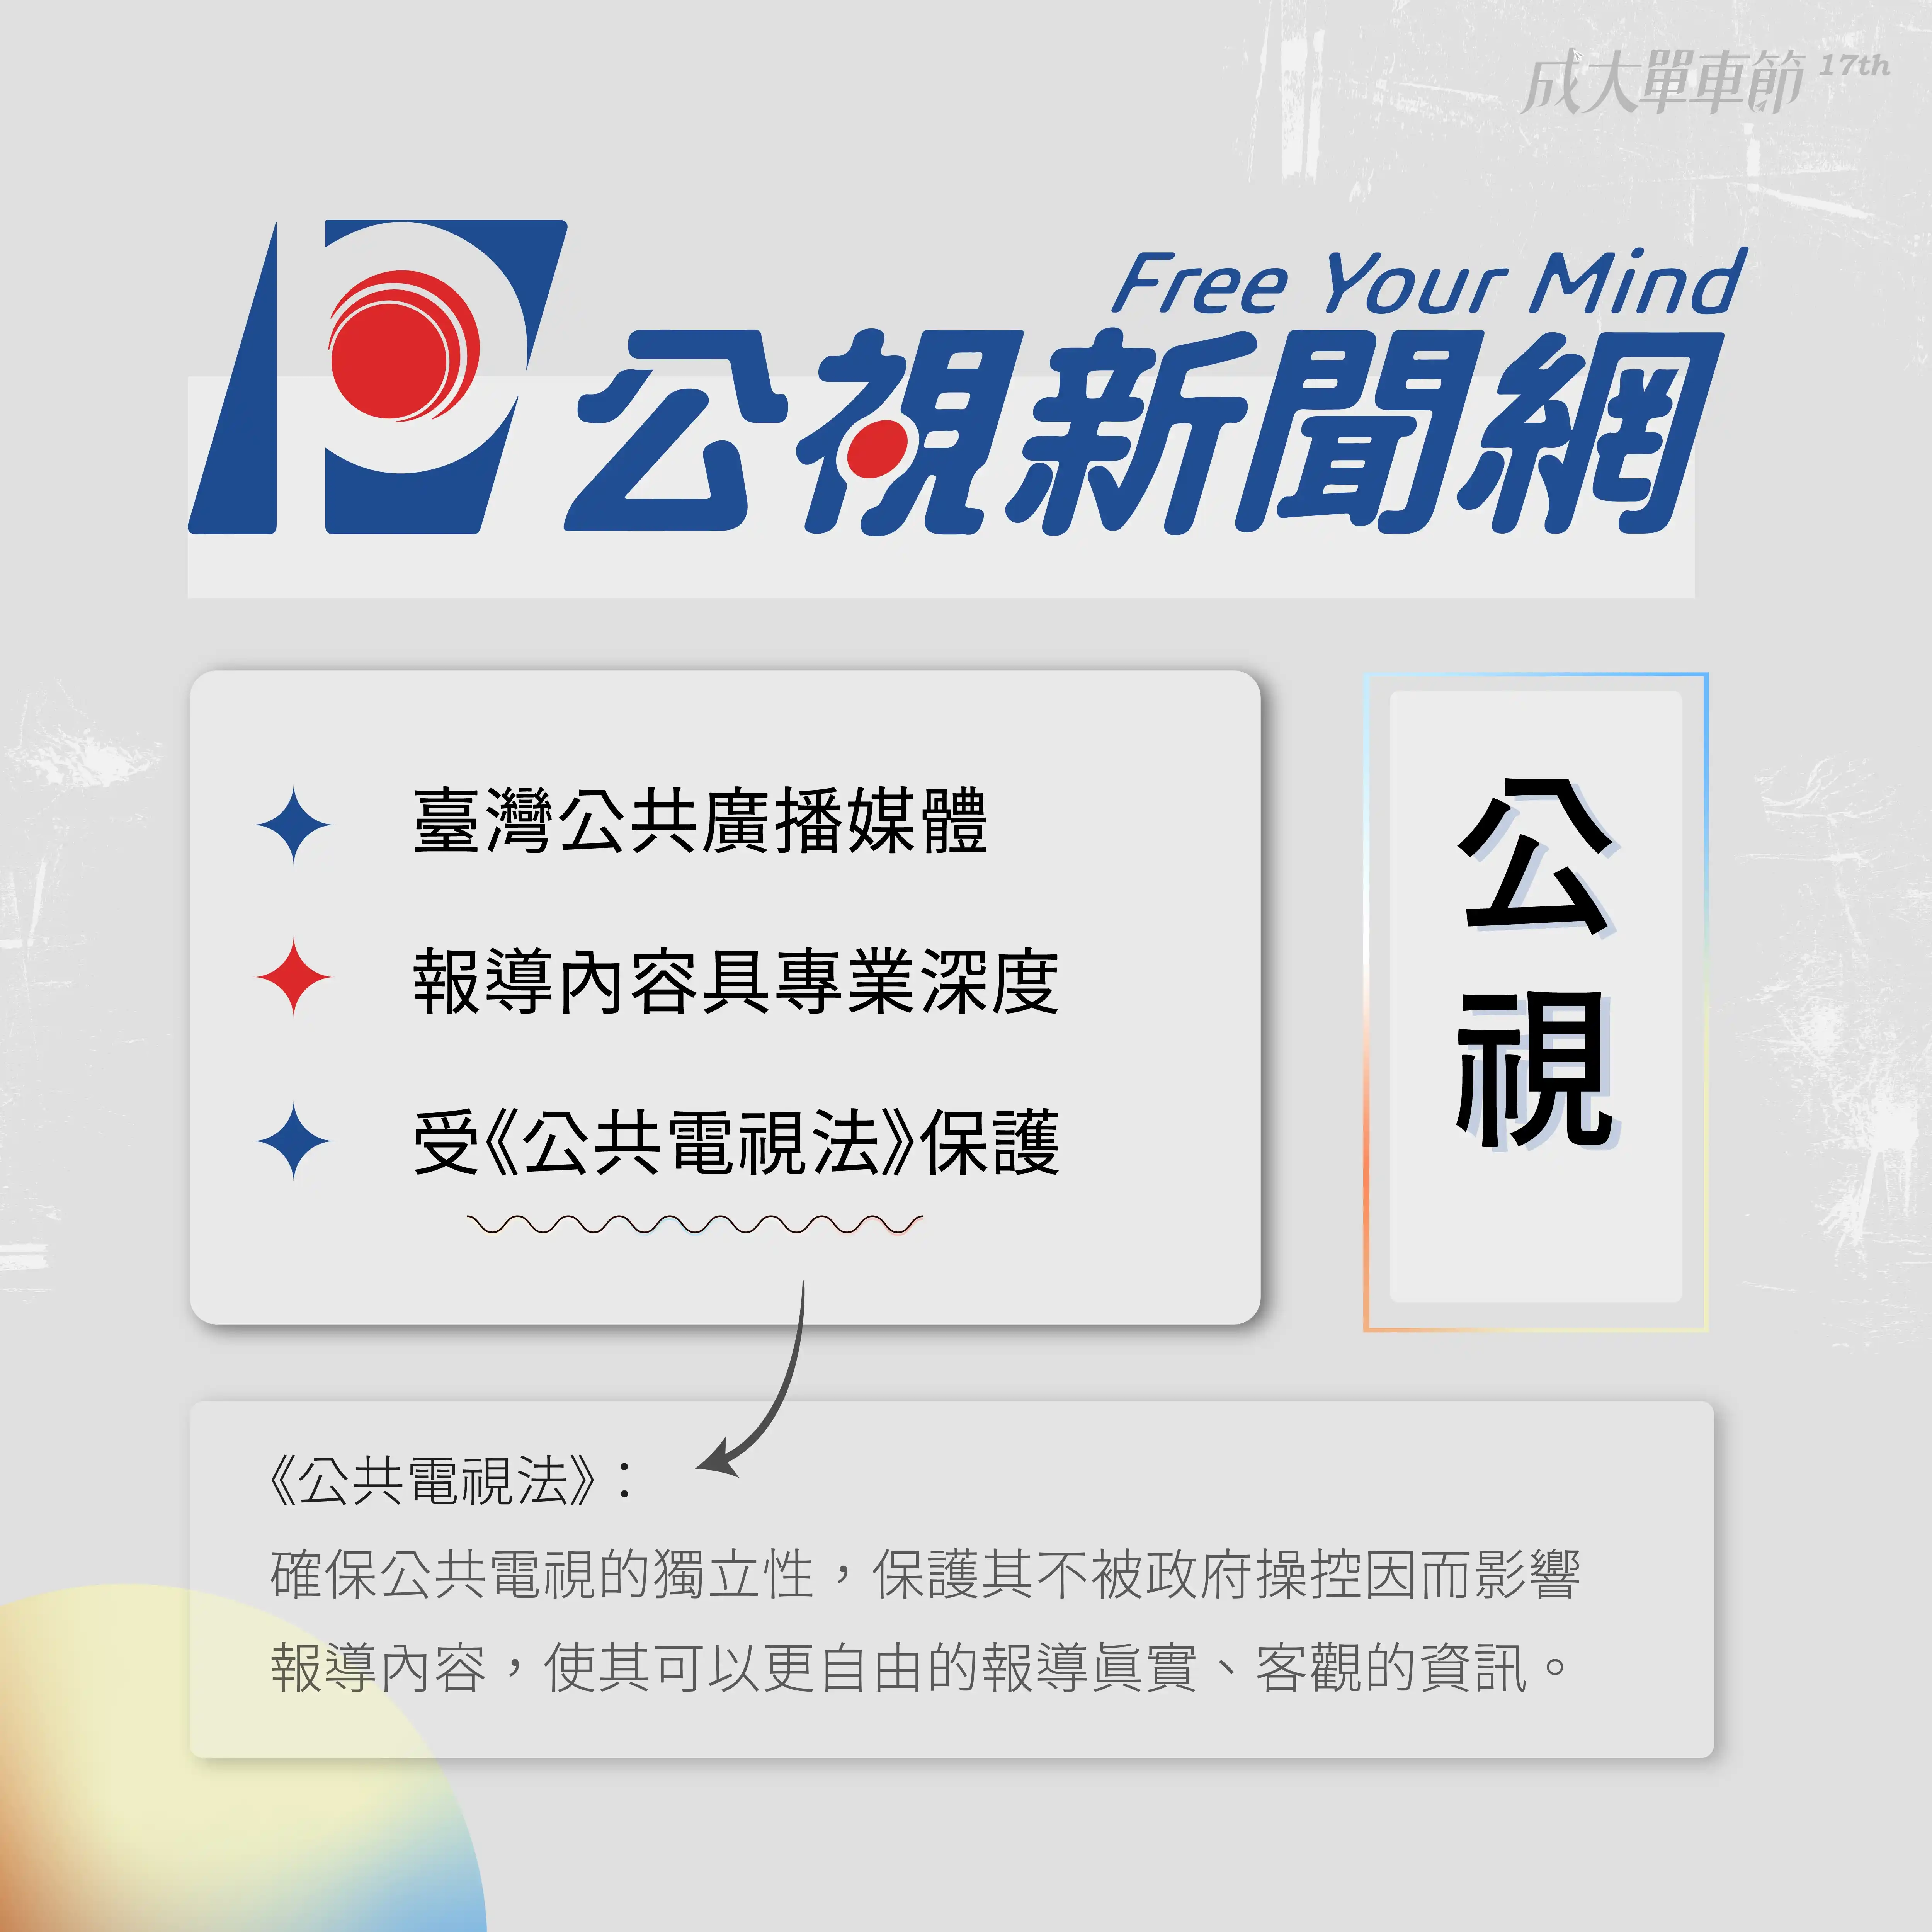 成大單車節 17th
Free Your Mind
公視新聞網
臺灣公共廣播媒體
報導內容具專業深度
受《公共電視法》保護
公視
《公共電視法》：
確保公共電視的獨立性，保護其不被政府操控因而影響
報導內容，使其可以更自由的報導真實、客觀的資訊。